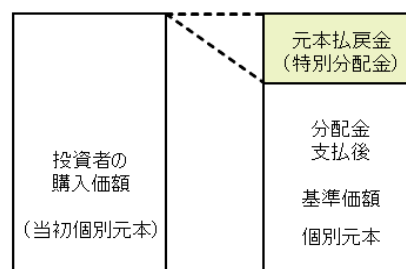 投資者の
購入価額
(当初個別元本)
元本払戻金
(特別分配金)
分配金
支払後
基準価額
個別元本